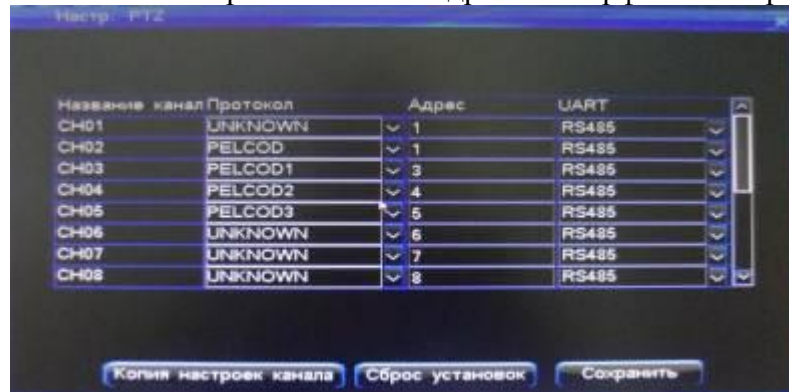 Настр. PTZ
Название канал Протокол Адрес UART
CH01 UNKNOWN 1 RS485
CH02 PELCOD 1 RS485
CH03 PELCOD1 3 RS485
CH04 PELCOD2 4 RS485
CH05 PELCOD3 5 RS485
CH06 UNKNOWN 6 RS485
CH07 UNKNOWN 7 RS485
CH08 UNKNOWN 8 RS485
Копия настроек канала Сброс установок Сохранить